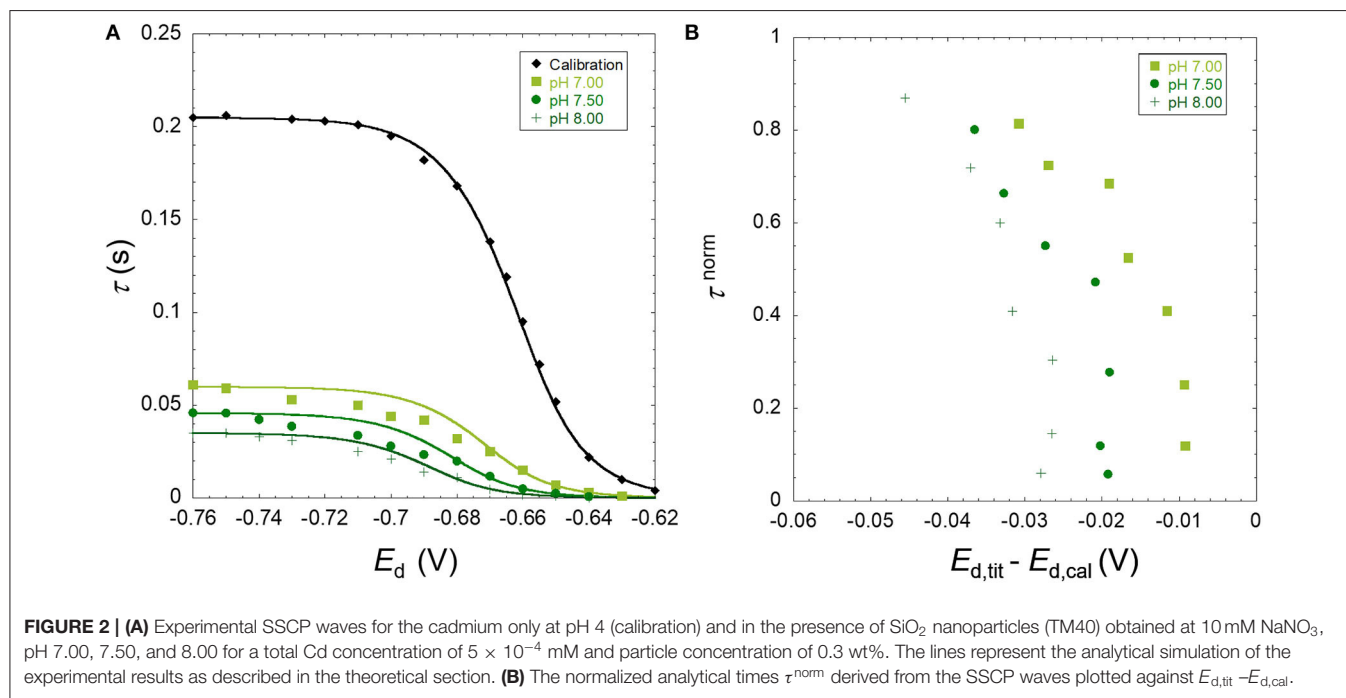 A
0.25
0.2
0.15
0.1
0.05
0
τ (s)
◆ Calibration
■ pH 7.00
● pH 7.50
+ pH 8.00
-0.76 -0.74 -0.72 -0.7 -0.68 -0.66 -0.64 -0.62
E_d (V)
B
1
0.8
0.6
0.4
0.2
0
τ^norm
■ pH 7.00
● pH 7.50
+ pH 8.00
-0.06 -0.05 -0.04 -0.03 -0.02 -0.01 0
E_d,tit - E_d,cal (V)
FIGURE 2 | (A) Experimental SSCP waves for the cadmium only at pH 4 (calibration) and in the presence of SiO₂ nanoparticles (TM40) obtained at 10 mM NaNO₃,
pH 7.00, 7.50, and 8.00 for a total Cd concentration of 5 × 10⁻⁴ mM and particle concentration of 0.3 wt%. The lines represent the analytical simulation of the
experimental results as described in the theoretical section. (B) The normalized analytical times τ^norm derived from the SSCP waves plotted against E_d,tit –E_d,cal.